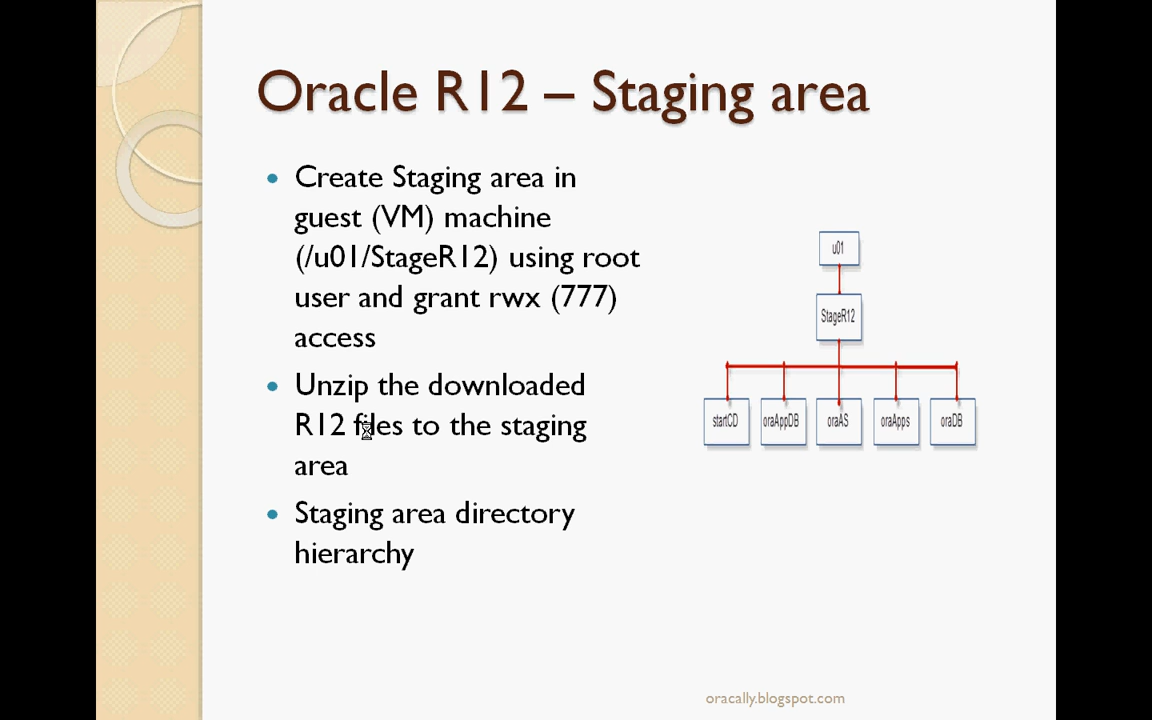 Oracle R12 – Staging area
Create Staging area in
guest (VM) machine
(/u01/StageR12) using root
user and grant rwx (777)
access
Unzip the downloaded
R12 files to the staging
area
Staging area directory
hierarchy
u01
StageR12
startCD oraAppDB oraAS oraApps oraDB
oracally.blogspot.com